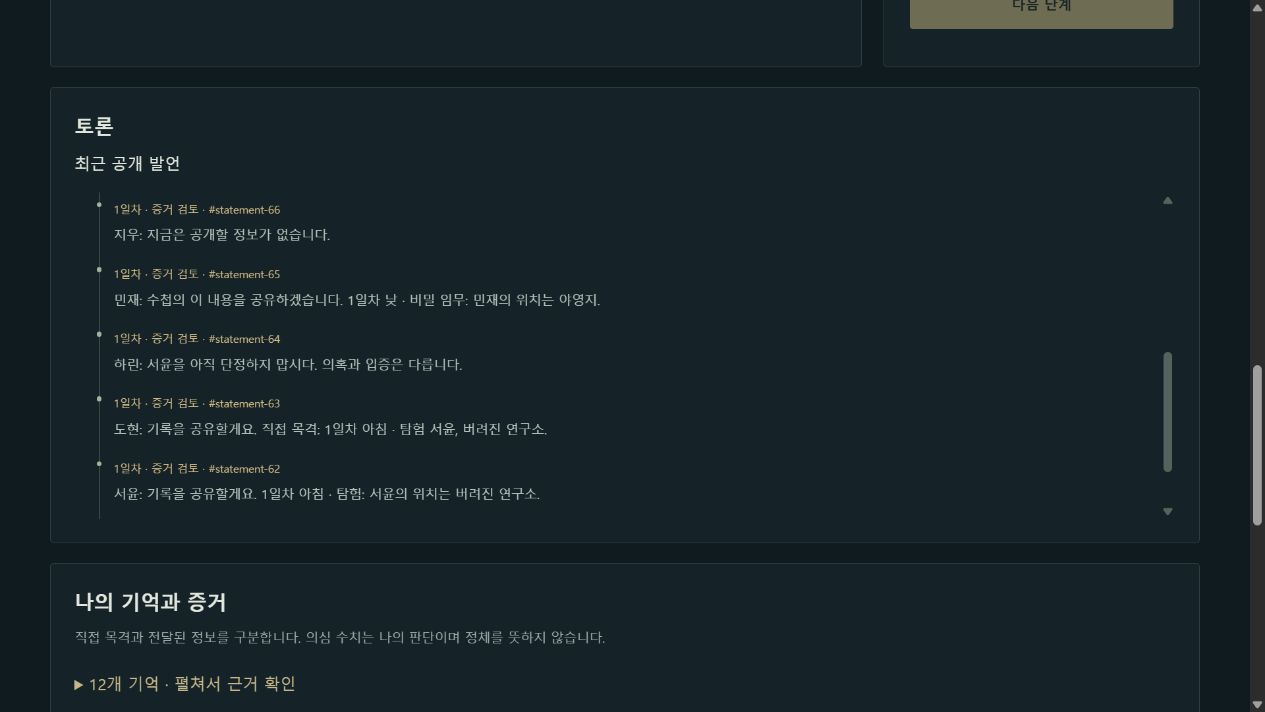 다음 단계
토론
최근 공개 발언
1일차 · 증거 검토 · #statement-66
지우: 지금은 공개할 정보가 없습니다.
1일차 · 증거 검토 · #statement-65
민재: 수첩의 이 내용을 공유하겠습니다. 1일차 낮 · 비밀 임무: 민재의 위치는 야영지.
1일차 · 증거 검토 · #statement-64
하린: 서윤을 아직 단정하지 맙시다. 의혹과 입증은 다릅니다.
1일차 · 증거 검토 · #statement-63
도현: 기록을 공유할게요. 직접 목격: 1일차 아침 · 탐험 서윤, 버려진 연구소.
1일차 · 증거 검토 · #statement-62
서윤: 기록을 공유할게요. 1일차 아침 · 탐험: 서윤의 위치는 버려진 연구소.
나의 기억과 증거
직접 목격과 전달된 정보를 구분합니다. 의심 수치는 나의 판단이며 정체를 뜻하지 않습니다.
▶ 12개 기억 · 펼쳐서 근거 확인